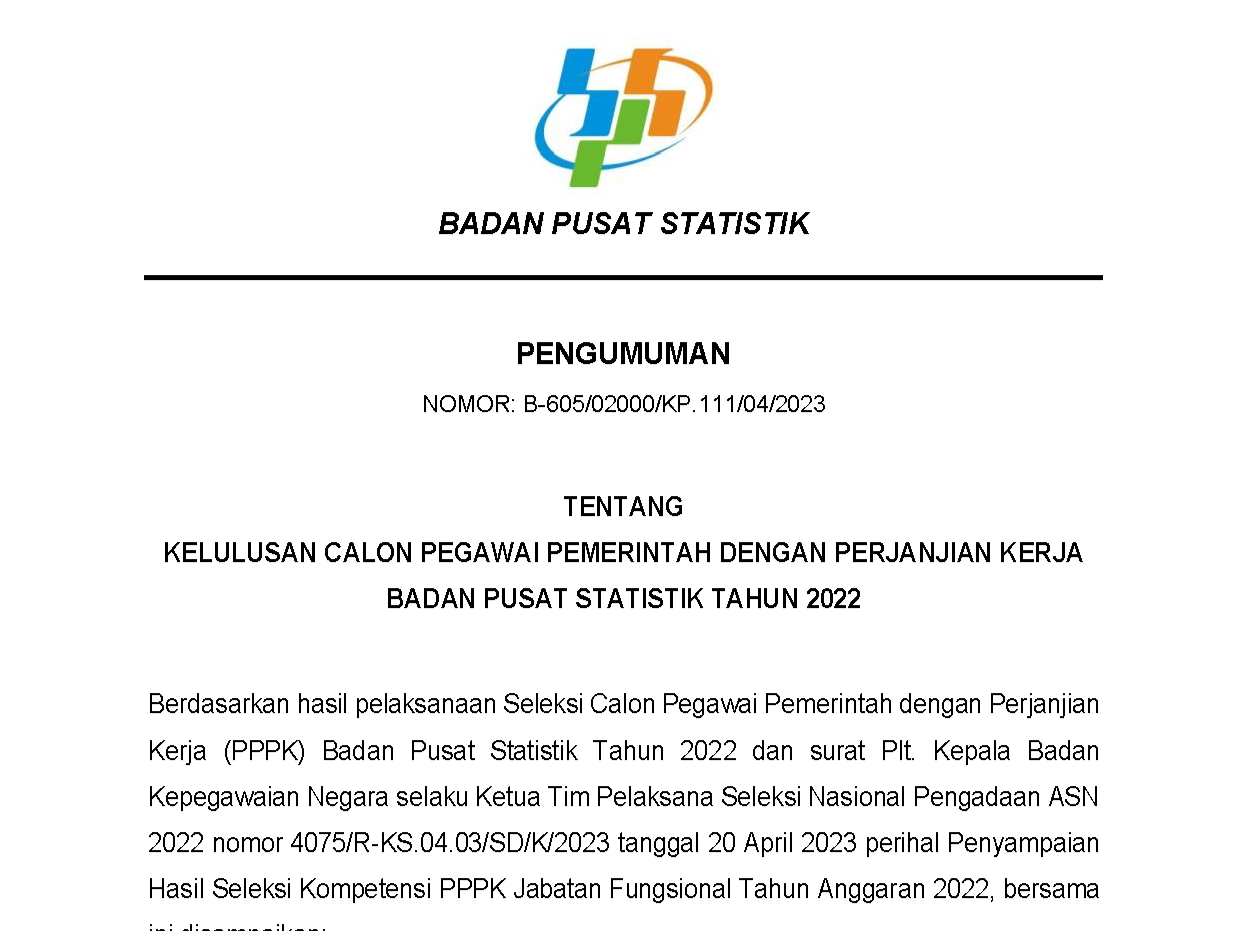 BADAN PUSAT STATISTIK
PENGUMUMAN
NOMOR: B-605/02000/KP.111/04/2023
TENTANG
KELULUSAN CALON PEGAWAI PEMERINTAH DENGAN PERJANJIAN KERJA
BADAN PUSAT STATISTIK TAHUN 2022
Berdasarkan hasil pelaksanaan Seleksi Calon Pegawai Pemerintah dengan Perjanjian
Kerja (PPPK) Badan Pusat Statistik Tahun 2022 dan surat Plt. Kepala Badan
Kepegawaian Negara selaku Ketua Tim Pelaksana Seleksi Nasional Pengadaan ASN
2022 nomor 4075/R-KS.04.03/SD/K/2023 tanggal 20 April 2023 perihal Penyampaian
Hasil Seleksi Kompetensi PPPK Jabatan Fungsional Tahun Anggaran 2022, bersama